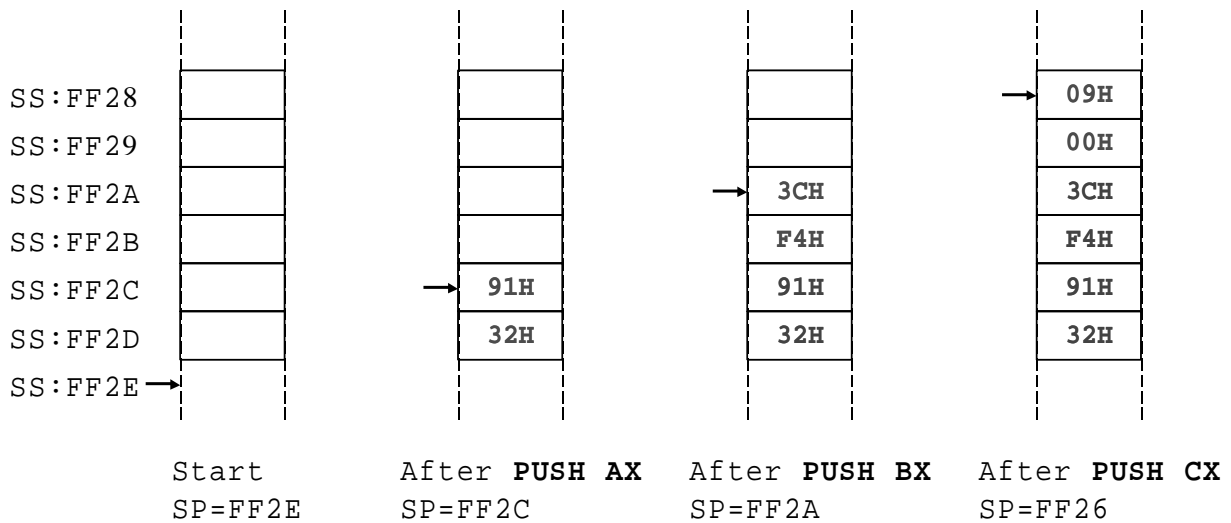 SS:FF28 09H
SS:FF29 00H
SS:FF2A 3CH 3CH
SS:FF2B F4H F4H
SS:FF2C 91H 91H 91H
SS:FF2D 32H 32H 32H
SS:FF2E
Start After PUSH AX After PUSH BX After PUSH CX
SP=FF2E SP=FF2C SP=FF2A SP=FF26